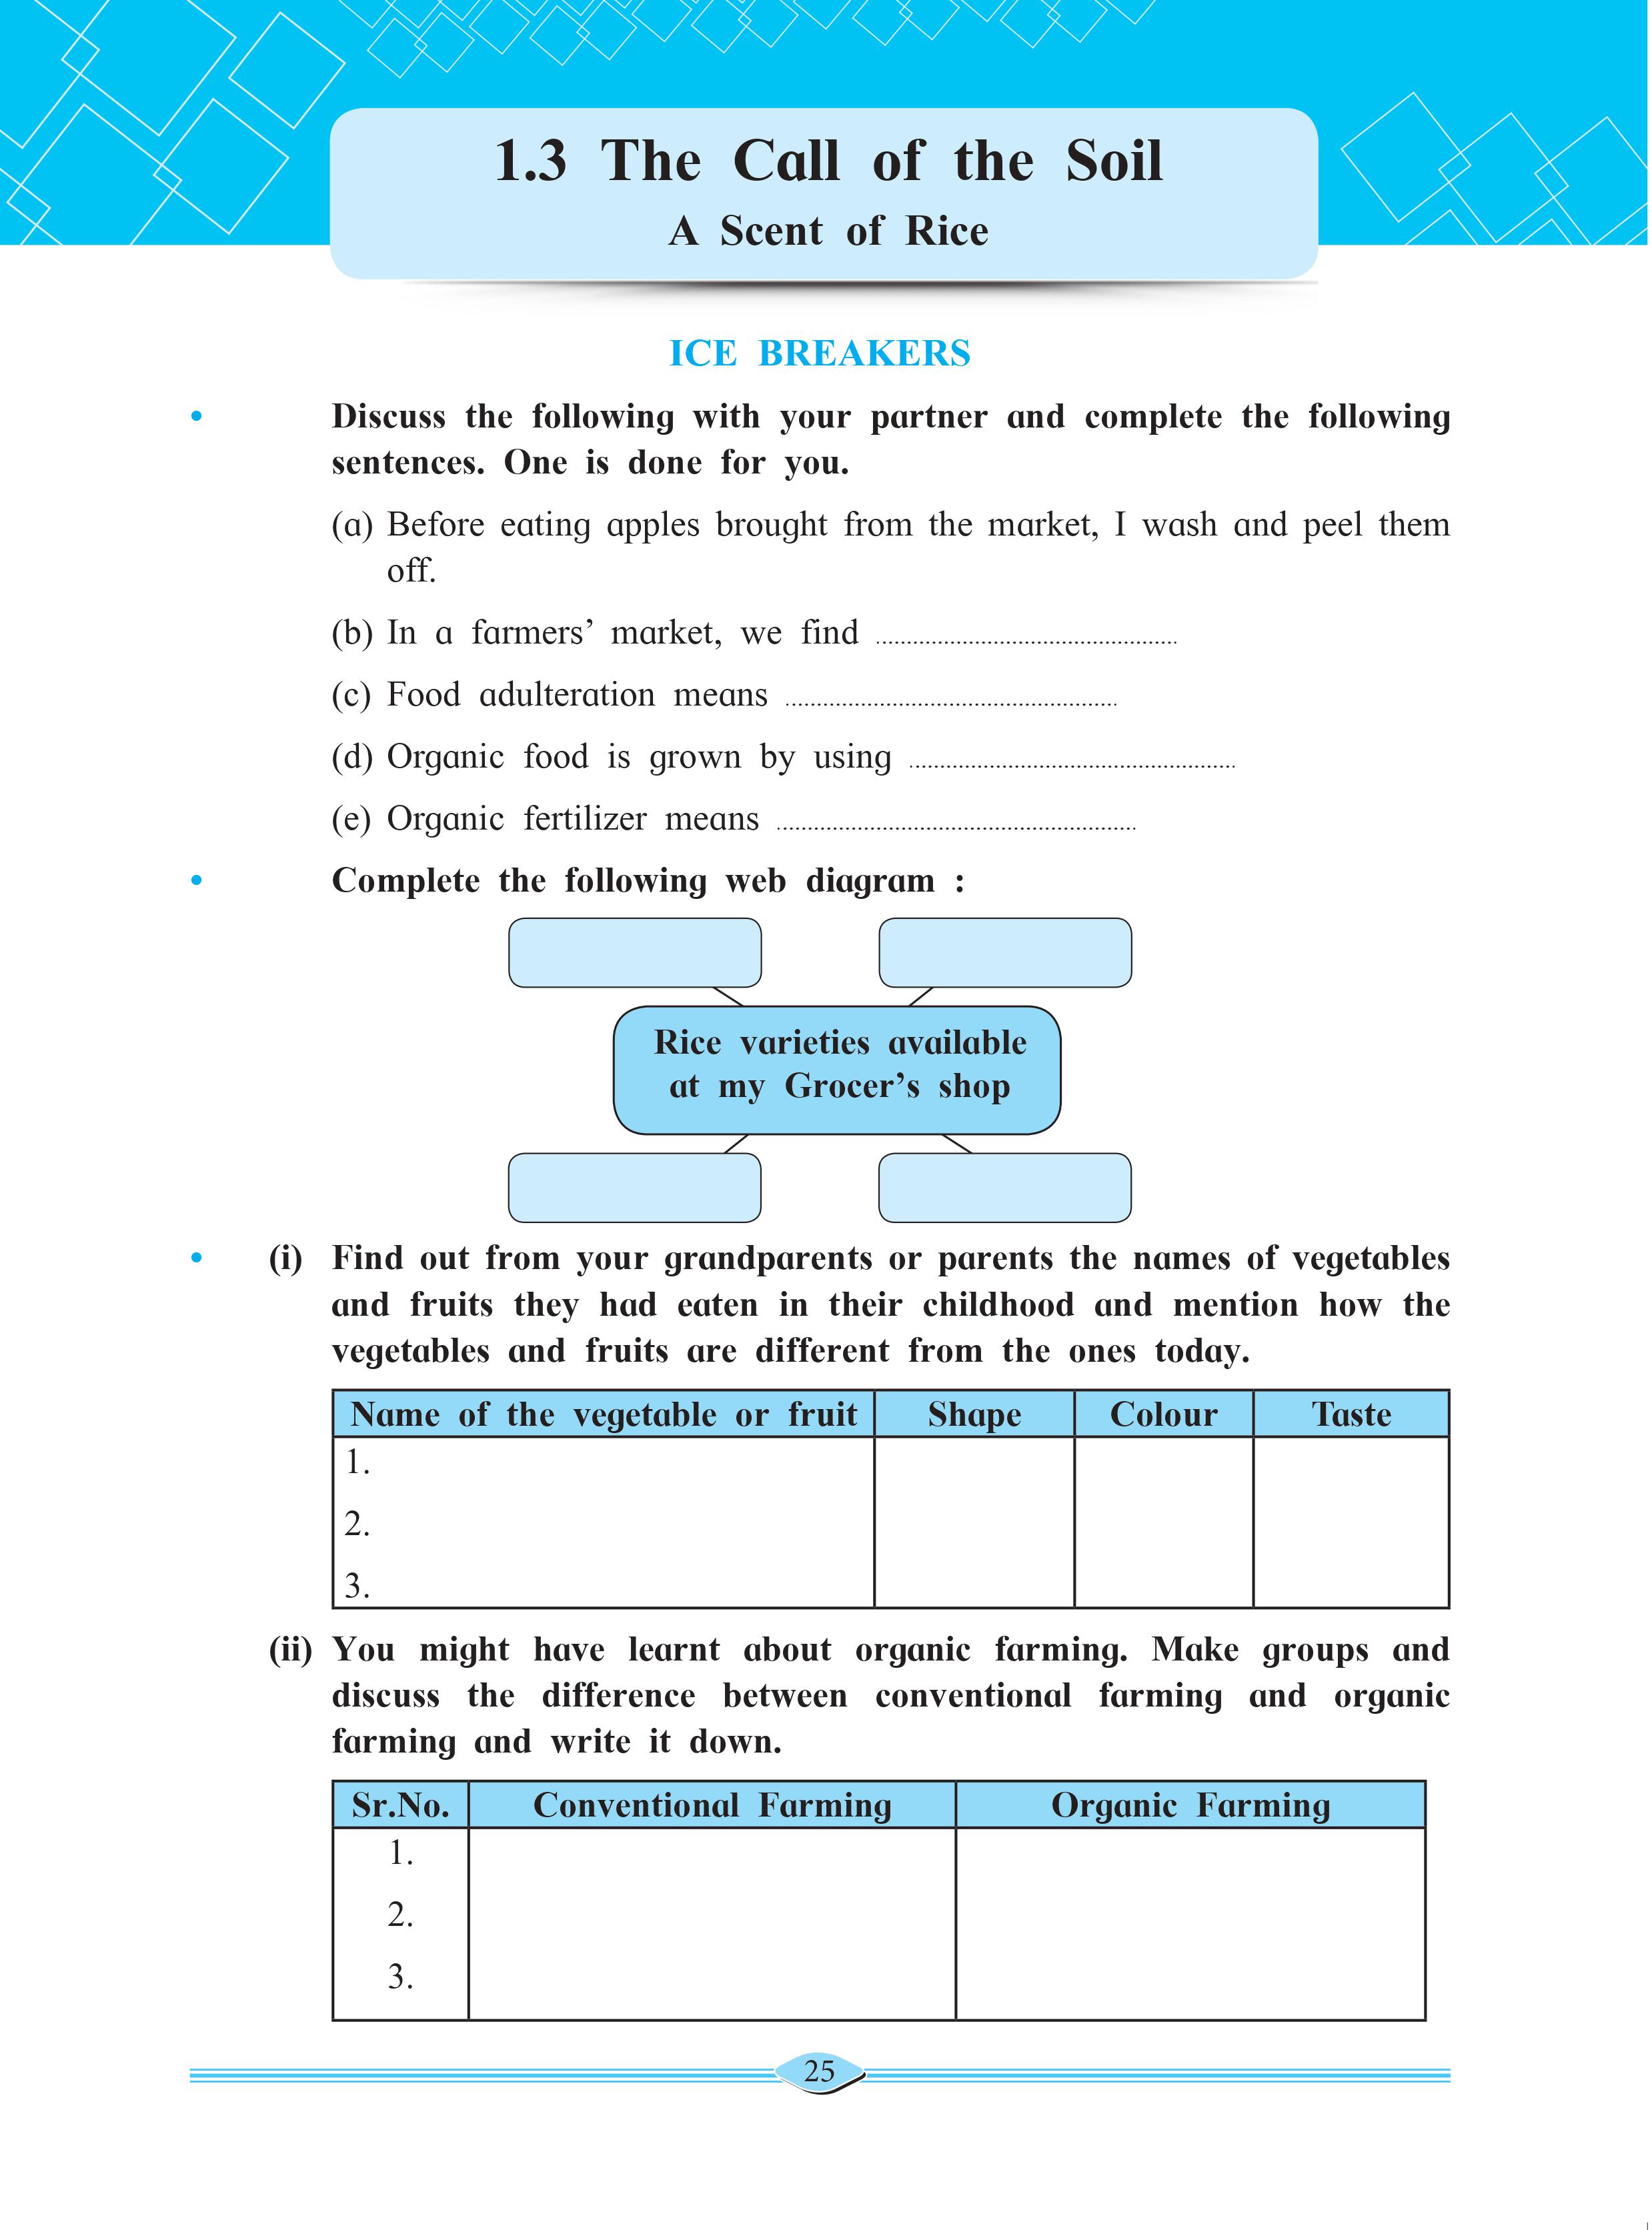 1.3 The Call of the Soil
A Scent of Rice
ICE BREAKERS
• Discuss the following with your partner and complete the following
sentences. One is done for you.
(a) Before eating apples brought from the market, I wash and peel them
off.
(b) In a farmers’ market, we find ..................................................
(c) Food adulteration means .......................................................
(d) Organic food is grown by using ......................................................
(e) Organic fertilizer means ............................................................
• Complete the following web diagram :
Rice varieties available
at my Grocer’s shop
• (i) Find out from your grandparents or parents the names of vegetables
and fruits they had eaten in their childhood and mention how the
vegetables and fruits are different from the ones today.
Name of the vegetable or fruit Shape Colour Taste
1.
2.
3.
(ii) You might have learnt about organic farming. Make groups and
discuss the difference between conventional farming and organic
farming and write it down.
Sr.No. Conventional Farming Organic Farming
1.
2.
3.
25